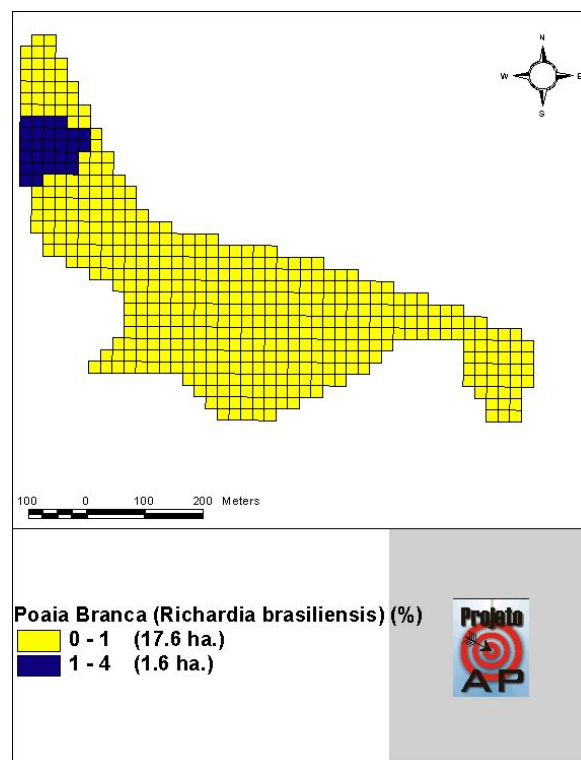 N
W E
S
100 0 100 200 Meters
Poaia Branca (Richardia brasiliensis) (%)
0 - 1 (17.6 ha.)
1 - 4 (1.6 ha.)
Projeto
AP